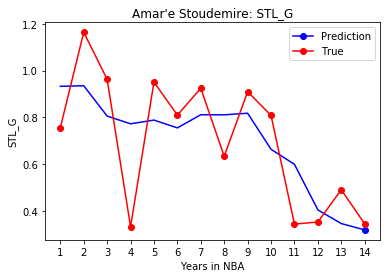 Amar'e Stoudemire: STL_G
Prediction
True
1.2
1.0
0.8
0.6
0.4
STL_G
1 2 3 4 5 6 7 8 9 10 11 12 13 14
Years in NBA